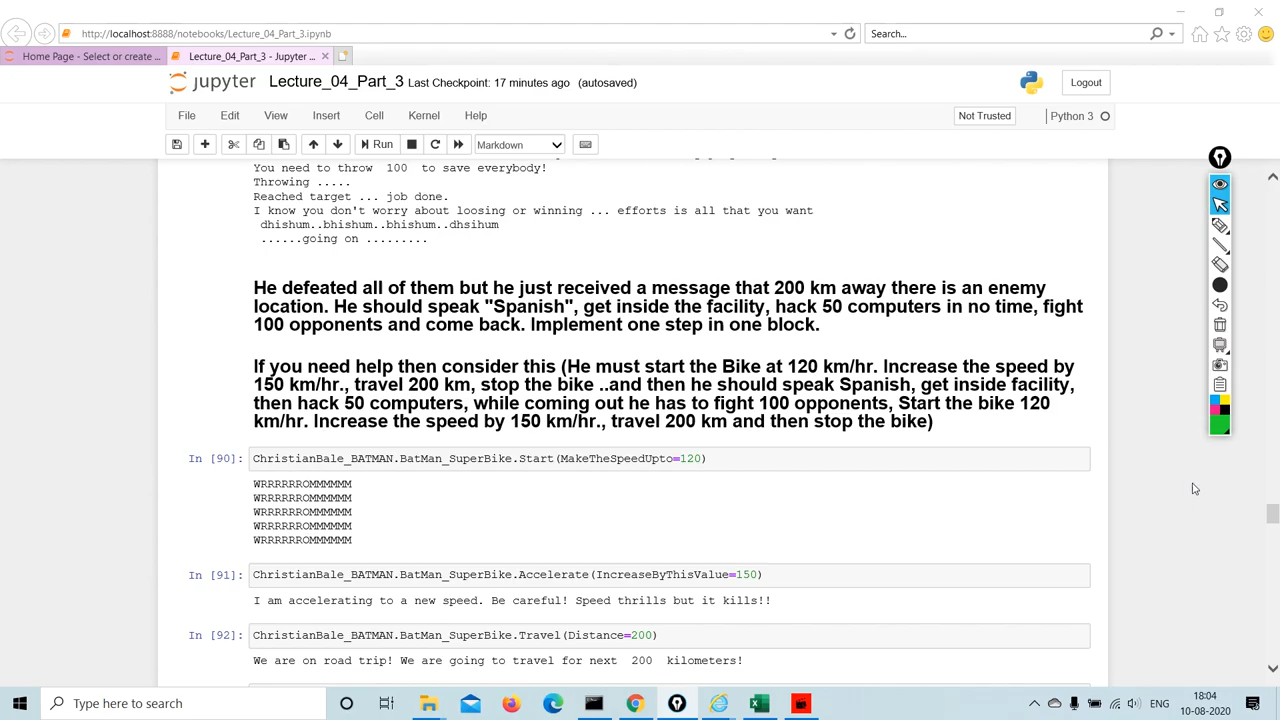 http://localhost:8888/notebooks/Lecture_04_Part_3.ipynb
Search...
Home Page - Select or create ...
Lecture_04_Part_3 - Jupyter ...
jupyter Lecture_04_Part_3 Last Checkpoint: 17 minutes ago (autosaved)
Logout
File Edit View Insert Cell Kernel Help
Not Trusted
Python 3
Run
Markdown
You need to throw 100 to save everybody!
Throwing .....
Reached target ... job done.
I know you don't worry about loosing or winning ... efforts is all that you want
dhishum..bhishum..bhishum..dhsihum
......going on .........
He defeated all of them but he just received a message that 200 km away there is an enemy
location. He should speak "Spanish", get inside the facility, hack 50 computers in no time, fight
100 opponents and come back. Implement one step in one block.
If you need help then consider this (He must start the Bike at 120 km/hr. Increase the speed by
150 km/hr., travel 200 km, stop the bike ..and then he should speak Spanish, get inside facility,
then hack 50 computers, while coming out he has to fight 100 opponents, Start the bike 120
km/hr. Increase the speed by 150 km/hr., travel 200 km and then stop the bike)
In [90]: ChristianBale_BATMAN.BatMan_SuperBike.Start(MakeTheSpeedUpto=120)
WRRRRRROMMMMMM
WRRRRRROMMMMMM
WRRRRRROMMMMMM
WRRRRRROMMMMMM
WRRRRRROMMMMMM
In [91]: ChristianBale_BATMAN.BatMan_SuperBike.Accelerate(IncreaseByThisValue=150)
I am accelerating to a new speed. Be careful! Speed thrills but it kills!!
In [92]: ChristianBale_BATMAN.BatMan_SuperBike.Travel(Distance=200)
We are on road trip! We are going to travel for next 200 kilometers!
Type here to search
ENG
18:04
10-08-2020